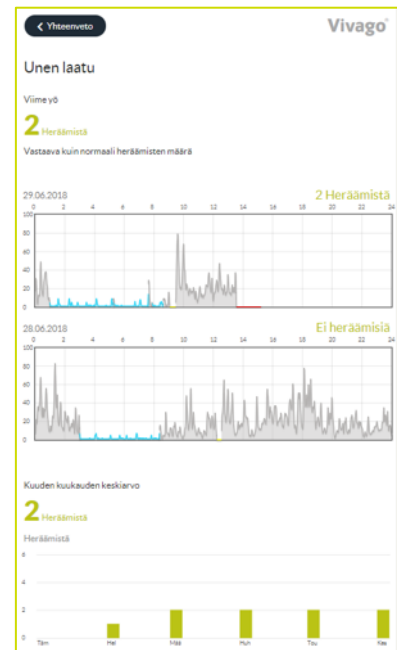 Yhteenveto
Vivago
Unen laatu
Viime yö
2 Heräämistä
Vastaava kuin normaali heräämisten määrä
29.06.2018 2 Heräämistä
0 2 4 6 8 10 12 14 16 18 20 22 24
100
80
60
40
20
0
28.06.2018 Ei heräämisiä
0 2 4 6 8 10 12 14 16 18 20 22 24
100
80
60
40
20
0
Kuuden kuukauden keskiarvo
2 Heräämistä
Heräämistä
6
4
2
0
Tam Hel Maa Huh Tou Kes